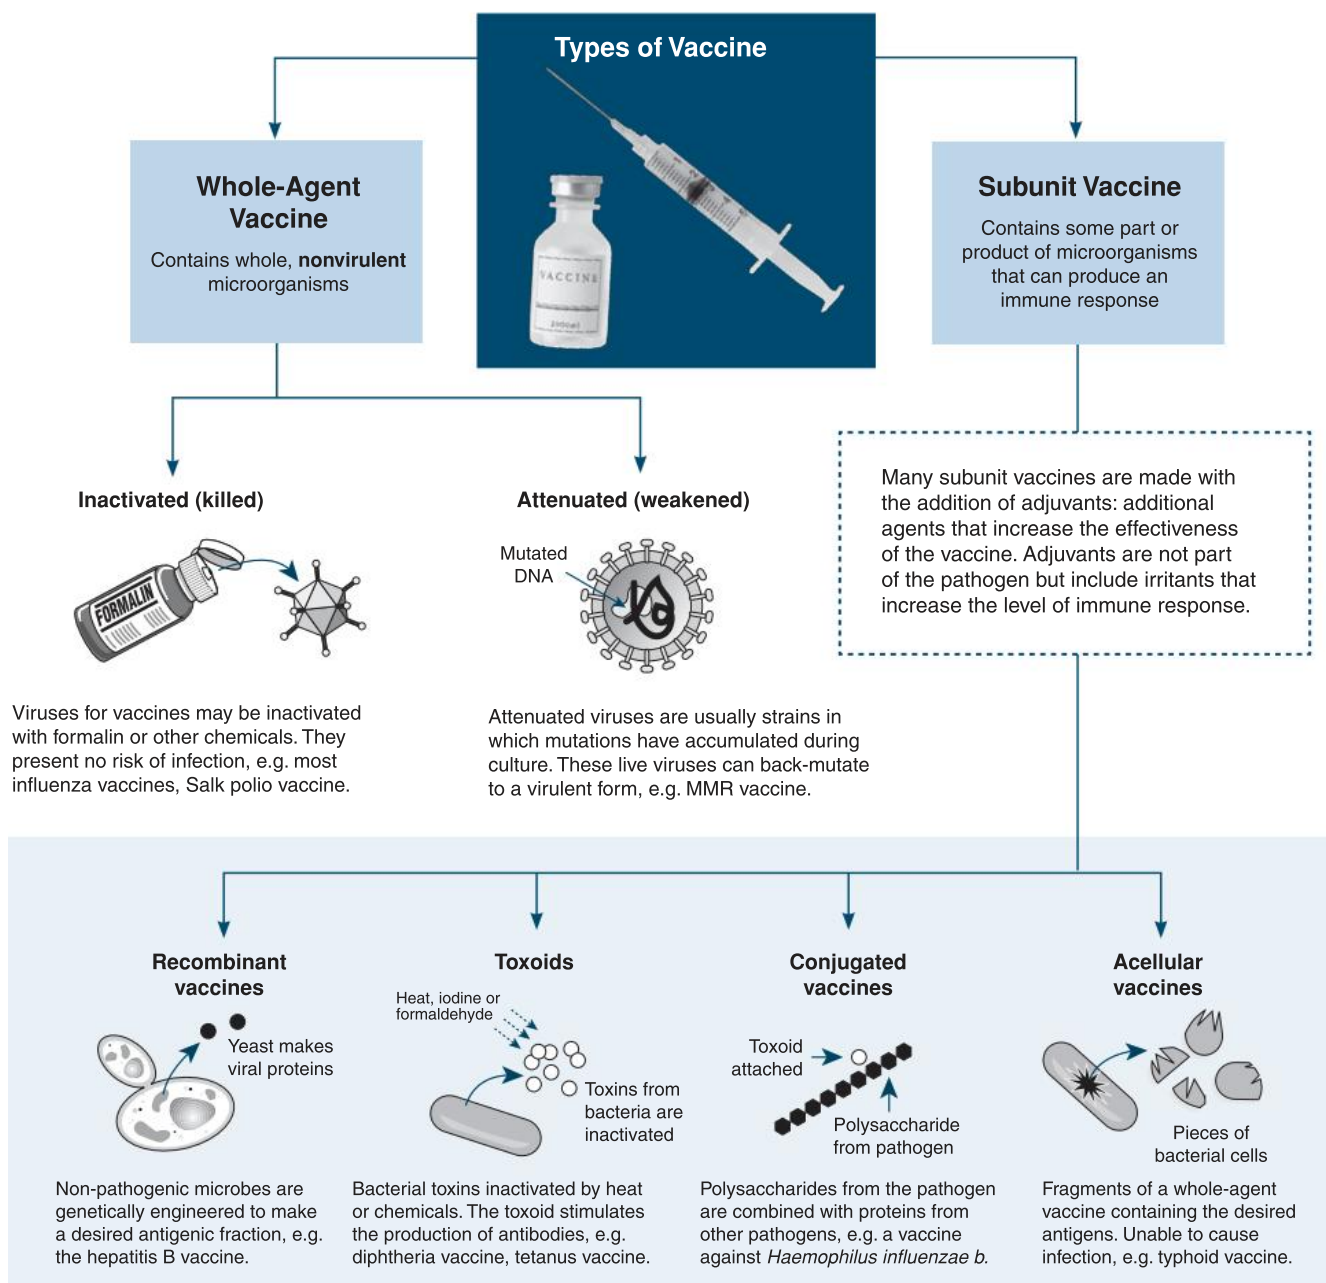 Types of Vaccine
VACCINE
Whole-Agent
Vaccine
Contains whole, nonvirulent
microorganisms
Subunit Vaccine
Contains some part or
product of microorganisms
that can produce an
immune response
Many subunit vaccines are made with
the addition of adjuvants: additional
agents that increase the effectiveness
of the vaccine. Adjuvants are not part
of the pathogen but include irritants that
increase the level of immune response.
Inactivated (killed)
FORMALIN
Viruses for vaccines may be inactivated
with formalin or other chemicals. They
present no risk of infection, e.g. most
influenza vaccines, Salk polio vaccine.
Attenuated (weakened)
Mutated
DNA
Attenuated viruses are usually strains in
which mutations have accumulated during
culture. These live viruses can back-mutate
to a virulent form, e.g. MMR vaccine.
Recombinant
vaccines
Yeast makes
viral proteins
Non-pathogenic microbes are
genetically engineered to make
a desired antigenic fraction, e.g.
the hepatitis B vaccine.
Toxoids
Heat, iodine or
formaldehyde
Toxins from
bacteria are
inactivated
Bacterial toxins inactivated by heat
or chemicals. The toxoid stimulates
the production of antibodies, e.g.
diphtheria vaccine, tetanus vaccine.
Conjugated
vaccines
Toxoid
attached
Polysaccharide
from pathogen
Polysaccharides from the pathogen
are combined with proteins from
other pathogens, e.g. a vaccine
against Haemophilus influenzae b.
Acellular
vaccines
Pieces of
bacterial cells
Fragments of a whole-agent
vaccine containing the desired
antigens. Unable to cause
infection, e.g. typhoid vaccine.